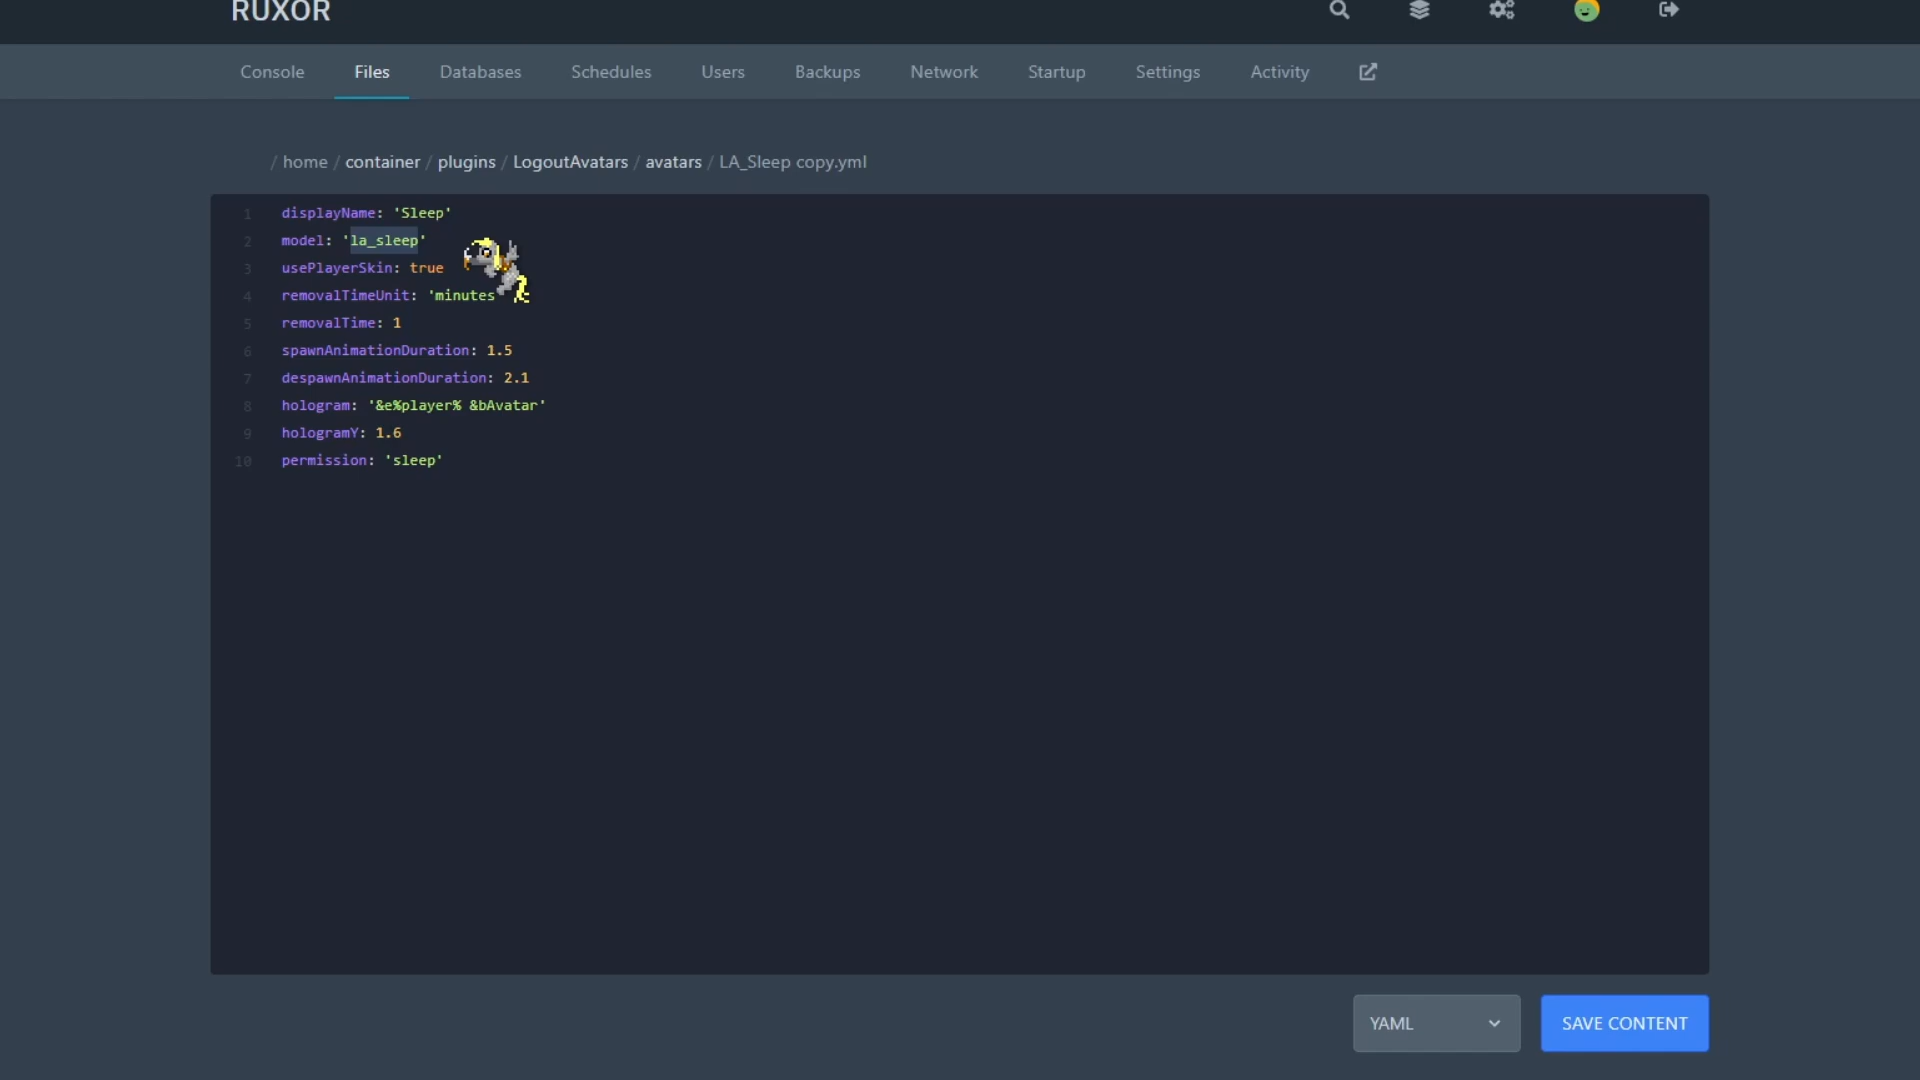 RUXOR
Console Files Databases Schedules Users Backups Network Startup Settings Activity
/ home / container / plugins / LogoutAvatars / avatars / LA_Sleep copy.yml
1 displayName: 'Sleep'
2 model: 'la_sleep'
3 usePlayerSkin: true
4 removalTimeUnit: 'minutes
5 removalTime: 1
6 spawnAnimationDuration: 1.5
7 despawnAnimationDuration: 2.1
8 hologram: '&e%player% &bAvatar'
9 hologramY: 1.6
10 permission: 'sleep'
YAML
SAVE CONTENT